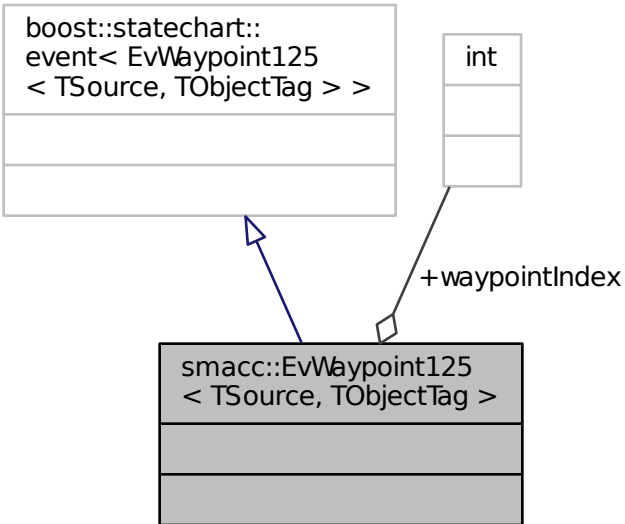 boost::statechart::
event< EvWaypoint125
< TSource, TObjectTag > >
int
+waypointIndex
smacc::EvWaypoint125
< TSource, TObjectTag >